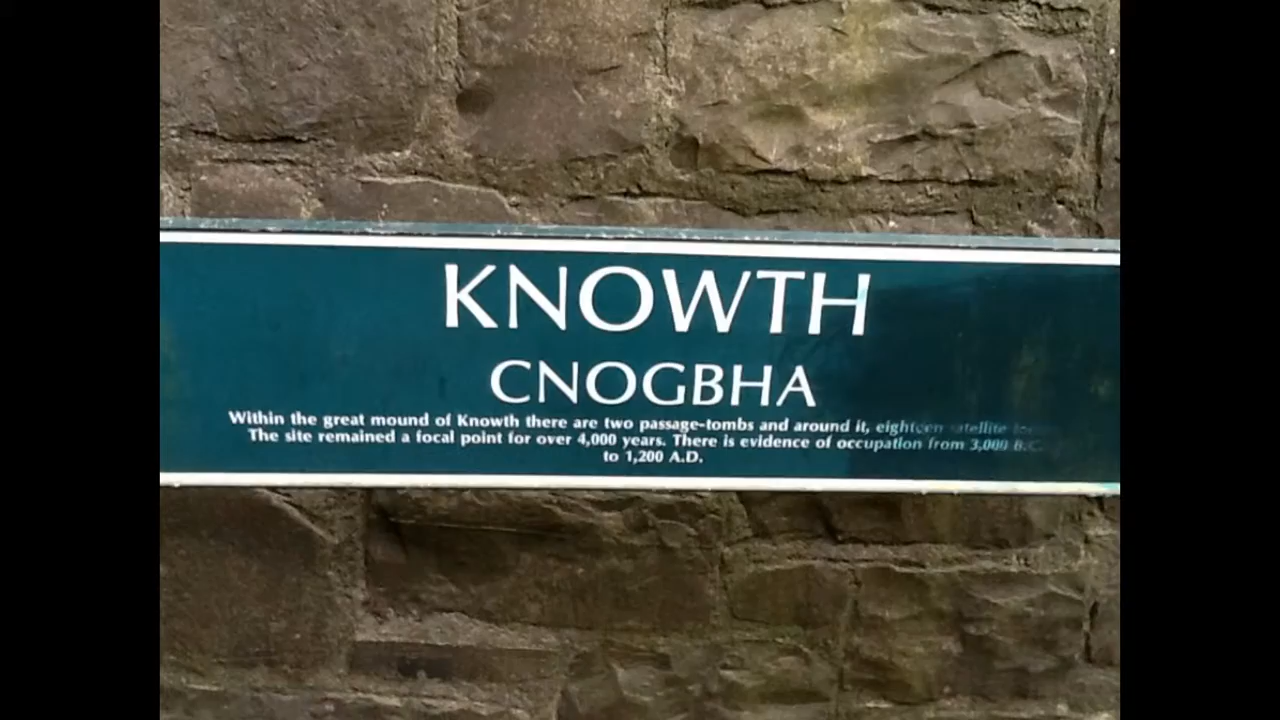 KNOWTH
CNOGBHA
Within the great mound of Knowth there are two passage-tombs and around it, eighteen satellite
The site remained a focal point for over 4,000 years. There is evidence of occupation from 3,000 B.C.
to 1,200 A.D.